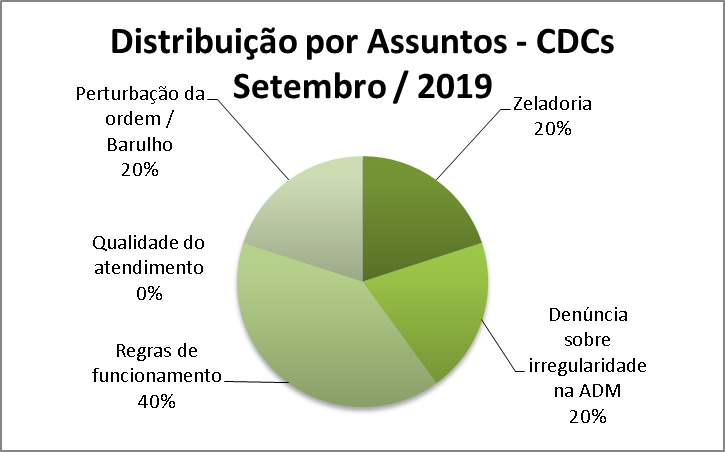 Distribuição por Assuntos - CDCs
Setembro / 2019
Perturbação da
ordem /
Barulho
20%
Zeladoria
20%
Qualidade do
atendimento
0%
Regras de
funcionamento
40%
Denúncia
sobre
irregularidade
na ADM
20%